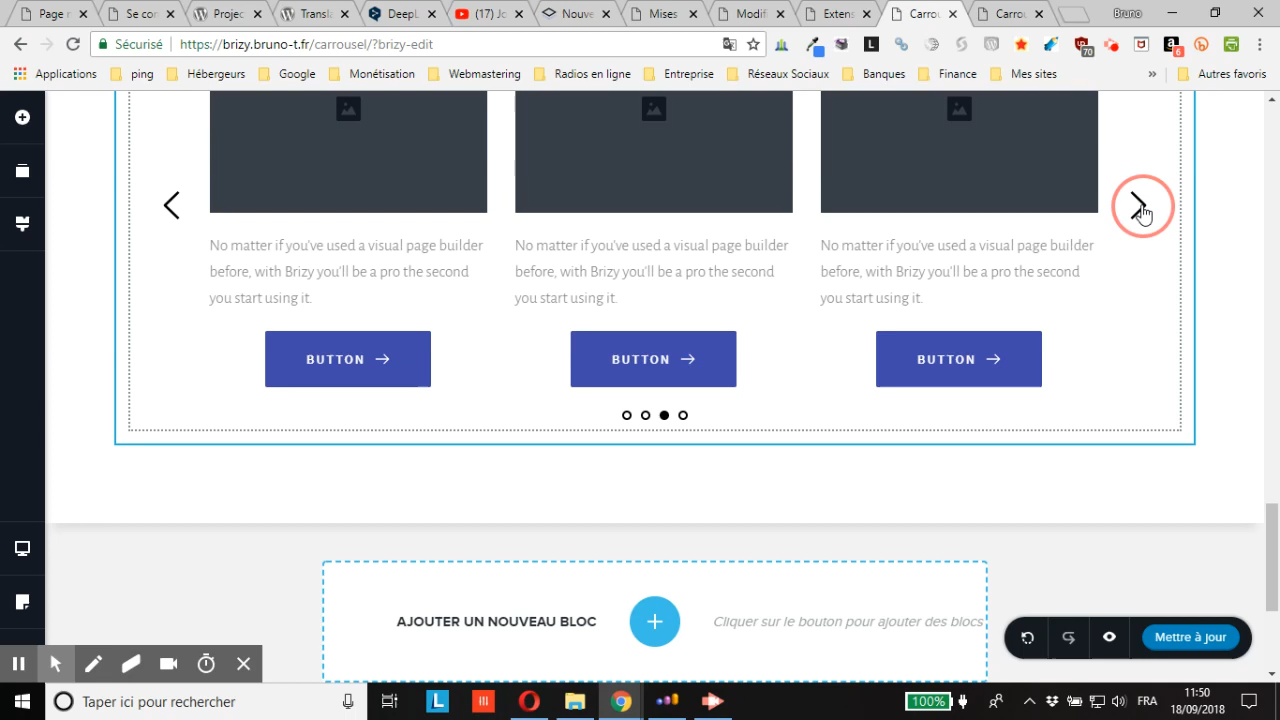 Page r
Se co
Projec
Transla
DeepL
(17) Jo
Nouve
Mises
Modifi
Extens
Carrou
Carrou
Bruno
Sécurisé
https://brizy.bruno-t.fr/carrousel/?brizy-edit
70
6
Applications
ping
Hébergeurs
Google
Monétisation
Webmastering
Radios en ligne
Entreprise
Réseaux Sociaux
Banques
Finance
Mes sites
»
Autres favoris
No matter if you've used a visual page builder
before, with Brizy you'll be a pro the second
you start using it.
No matter if you've used a visual page builder
before, with Brizy you'll be a pro the second
you start using it.
No matter if you've used a visual page builder
before, with Brizy you'll be a pro the second
you start using it.
BUTTON
BUTTON
BUTTON
AJOUTER UN NOUVEAU BLOC
Cliquer sur le bouton pour ajouter des blocs
Mettre à jour
Taper ici pour rechercher
100%
FRA
11:50
18/09/2018